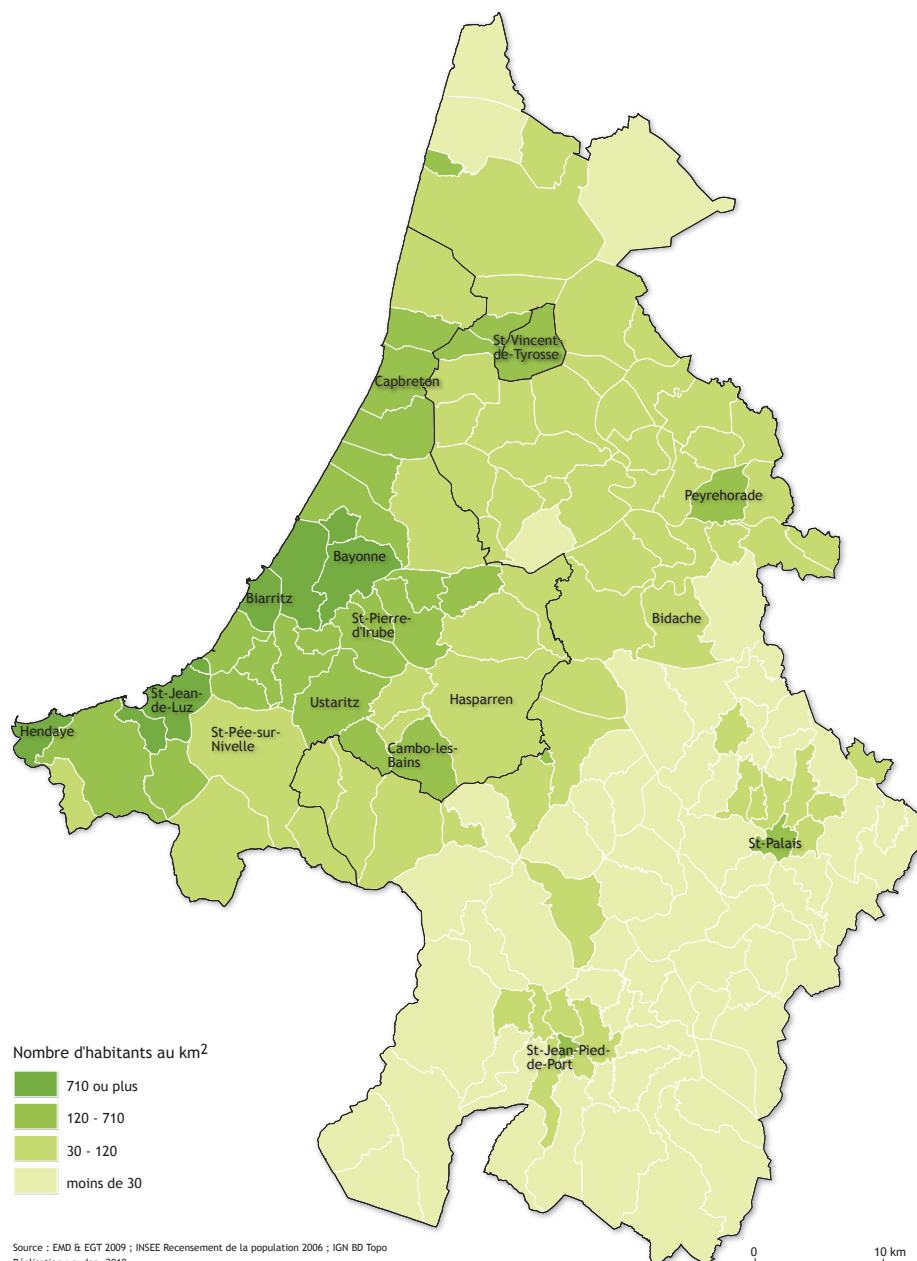 St-Vincent-
de-Tyrosse
Capbreton
Peyrehorade
Bayonne
Biarritz
St-Pierre-
d'Irube
Bidache
St-Jean-
de-Luz
Ustaritz
Hasparren
Hendaye
St-Pée-sur-
Nivelle
Cambo-les-
Bains
St-Palais
St-Jean-Pied-
de-Port
Nombre d'habitants au km²
710 ou plus
120 - 710
30 - 120
moins de 30
Source : EMD & EGT 2009 ; INSEE Recensement de la population 2006 ; IGN BD Topo
0 10 km